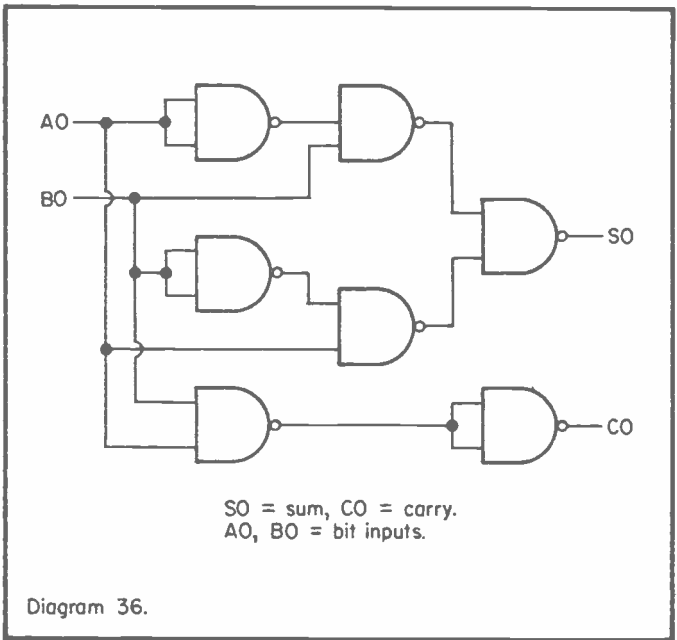 AO
BO
SO
CO
SO = sum, CO = carry.
AO, BO = bit inputs.
Diagram 36.